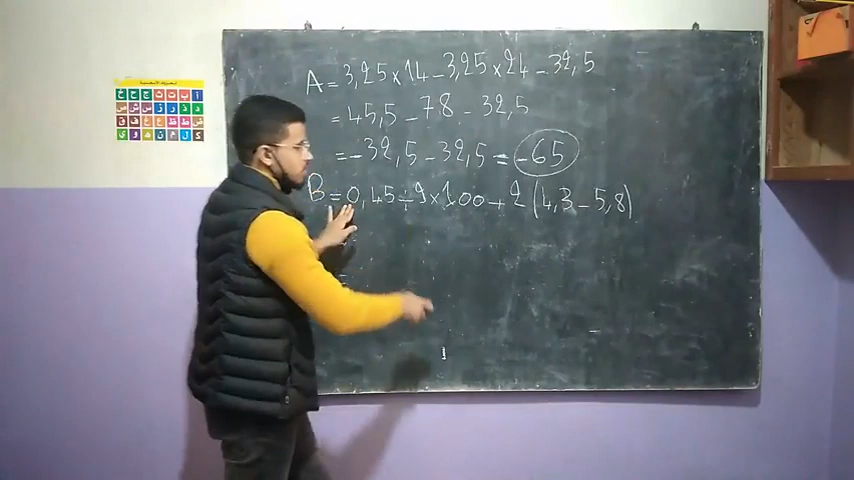 A = 3,25 × 14 - 3,25 × 24 - 32,5
= 45,5 - 78 - 32,5
= - 32,5 - 32,5 = - 65
B = 0,45 ÷ 9 × 100 + 2 (4,3 - 5,8)
أ ب ت ث ج ح خ
د ذ ر ز س ش ص
ض ط ظ ع غ ف ق
ك ل م ن ه و ي